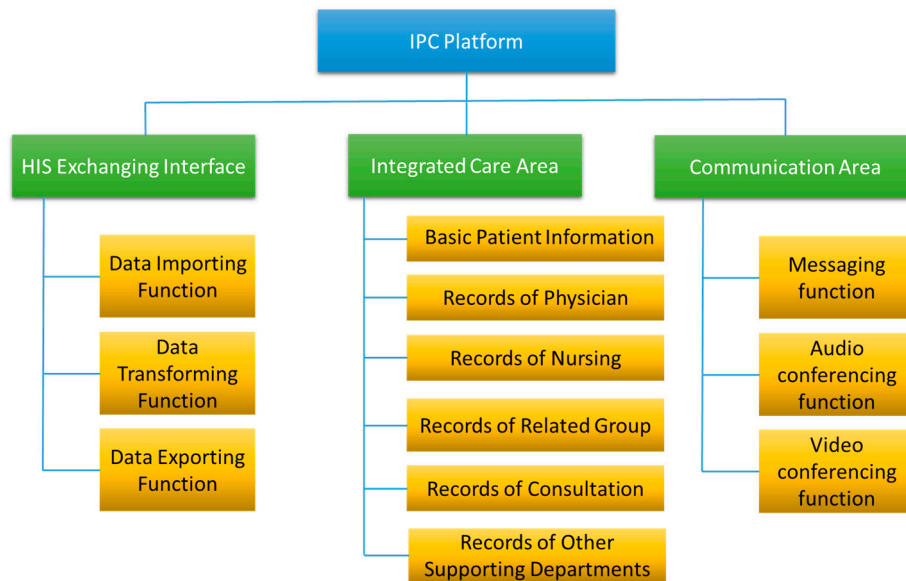 IPC Platform
HIS Exchanging Interface
Integrated Care Area
Communication Area
Data Importing
Function
Data
Transforming
Function
Data Exporting
Function
Basic Patient Information
Records of Physician
Records of Nursing
Records of Related Group
Records of Consultation
Records of Other
Supporting Departments
Messaging
function
Audio
conferencing
function
Video
conferencing
function